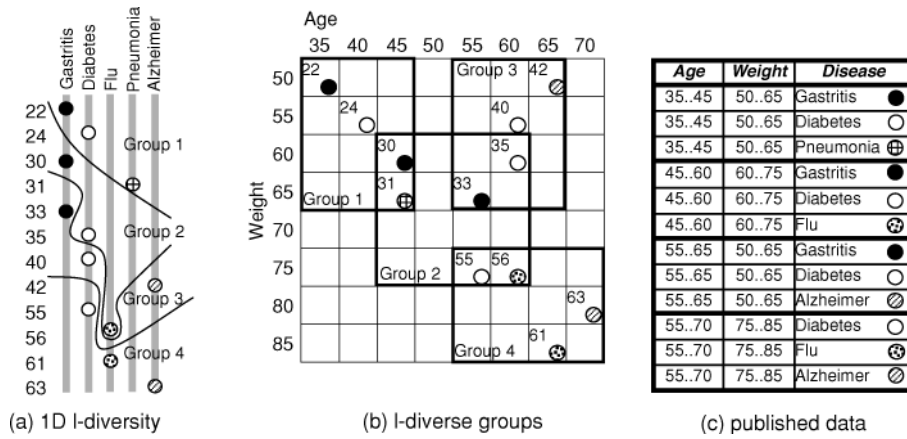 Gastritis
Diabetes
Flu
Pneumonia
Alzheimer
22
24
30
31
33
35
40
42
55
56
61
63
Group 1
Group 2
Group 3
Group 4
(a) 1D l-diversity
Age
35 40 45 50 55 60 65 70
Weight
50
55
60
65
70
75
80
85
22
Group 3 42
24
40
30
35
31
33
Group 1
Group 2
55
56
63
61
Group 4
(b) l-diverse groups
Age Weight Disease
35..45 50..65 Gastritis
35..45 50..65 Diabetes
35..45 50..65 Pneumonia
45..60 60..75 Gastritis
45..60 60..75 Diabetes
45..60 60..75 Flu
55..65 50..65 Gastritis
55..65 50..65 Diabetes
55..65 50..65 Alzheimer
55..70 75..85 Diabetes
55..70 75..85 Flu
55..70 75..85 Alzheimer
(c) published data